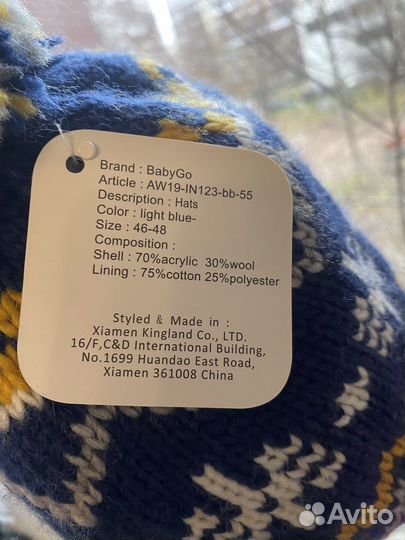 Brand : BabyGo
Article : AW19-IN123-bb-55
Description : Hats
Color : light blue-
Size : 46-48
Composition :
Shell : 70%acrylic 30%wool
Lining : 75%cotton 25%polyester
Styled & Made in :
Xiamen Kingland Co., LTD.
16/F,C&D International Building,
No.1699 Huandao East Road,
Xiamen 361008 China
Avito